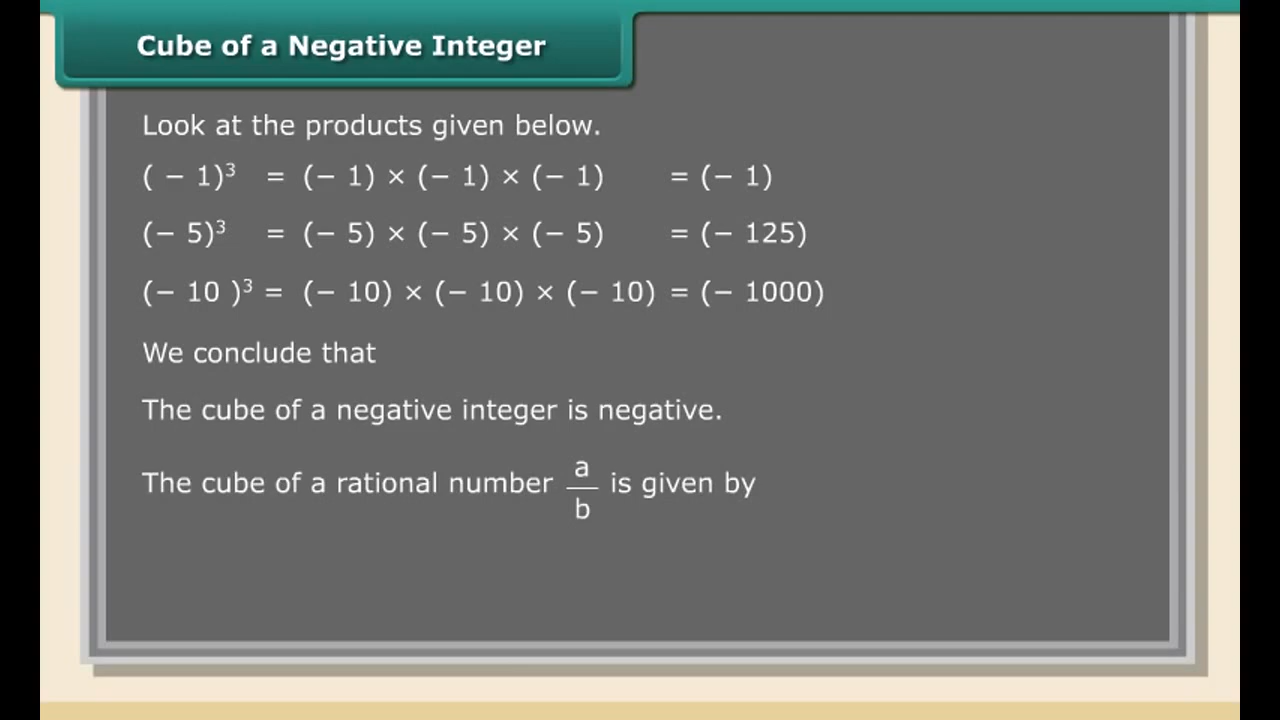 Cube of a Negative Integer
Look at the products given below.
( − 1)³ = (− 1) × (− 1) × (− 1) = (− 1)
(− 5)³ = (− 5) × (− 5) × (− 5) = (− 125)
(− 10 )³ = (− 10) × (− 10) × (− 10) = (− 1000)
We conclude that
The cube of a negative integer is negative.
The cube of a rational number a/b is given by